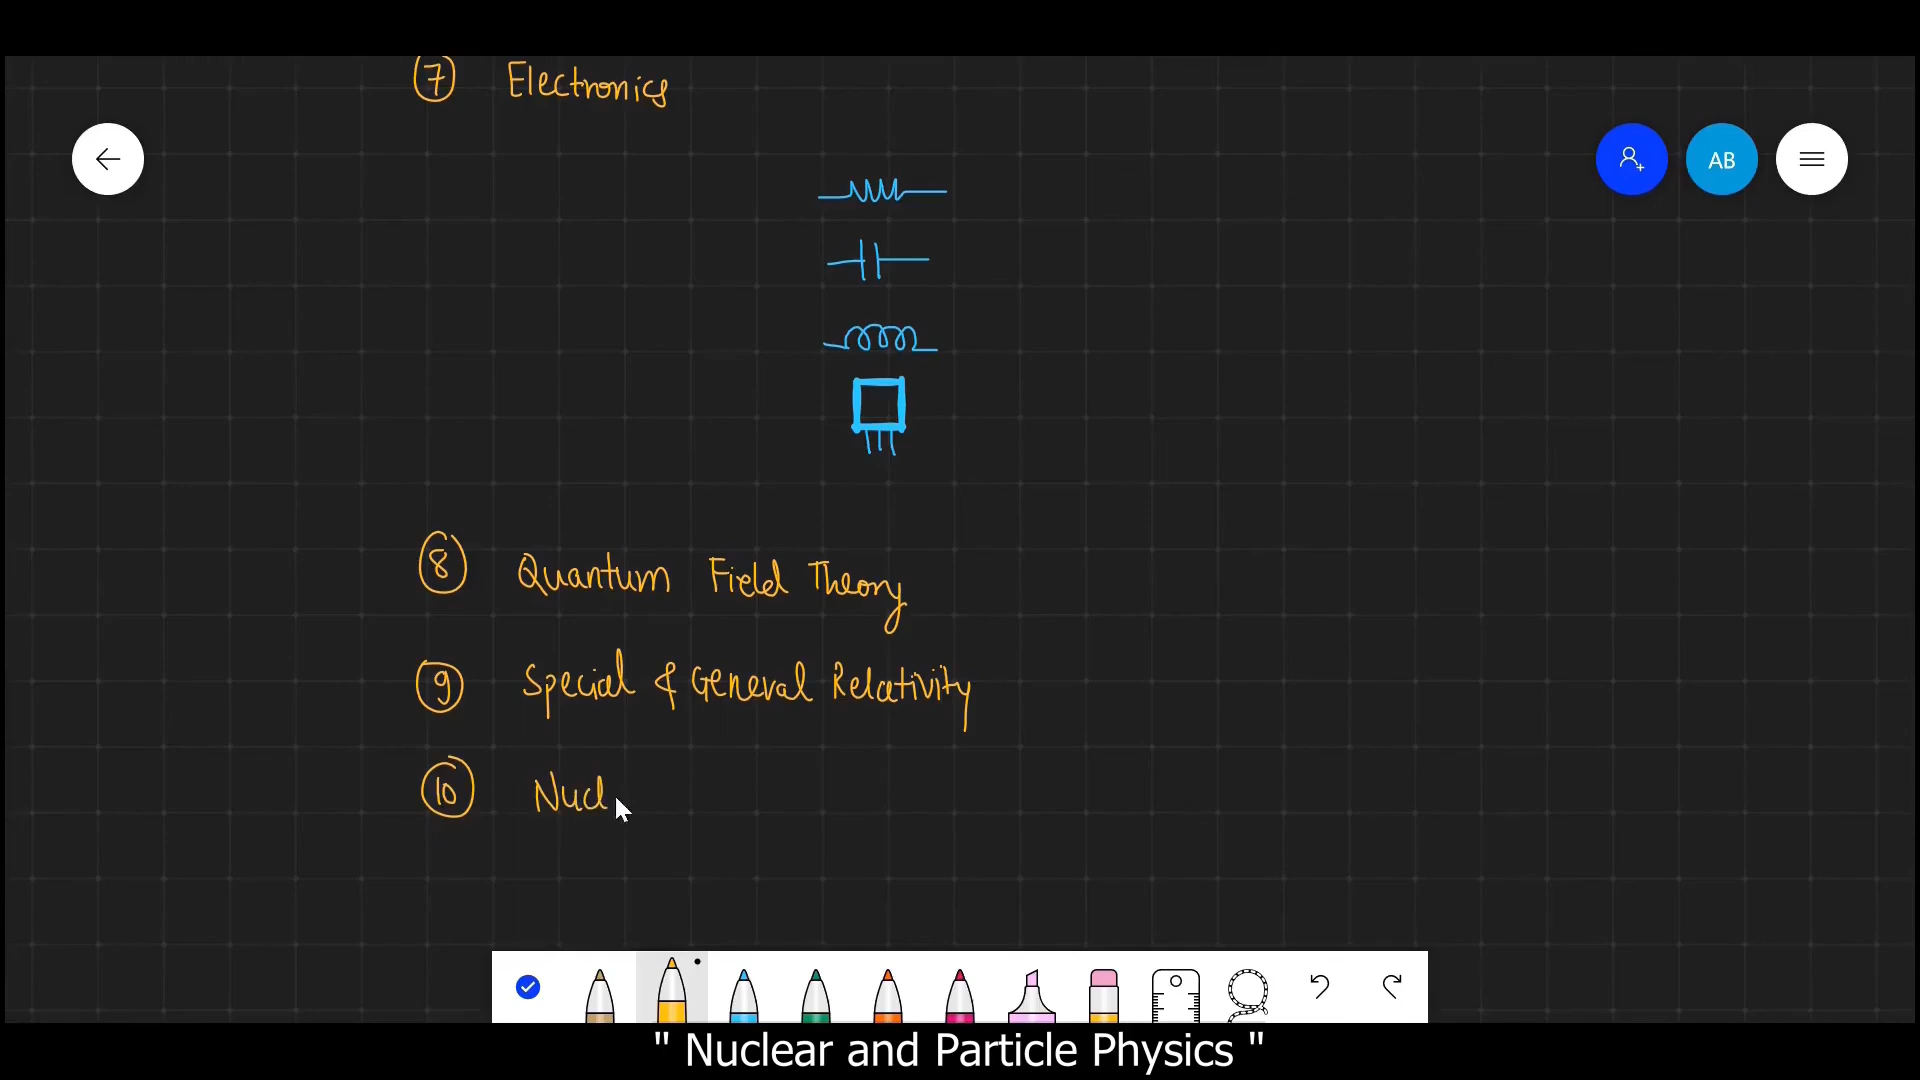 7 Electronics
AB
8 Quantum Field Theory
9 Special & General Relativity
10 Nucl
" Nuclear and Particle Physics "